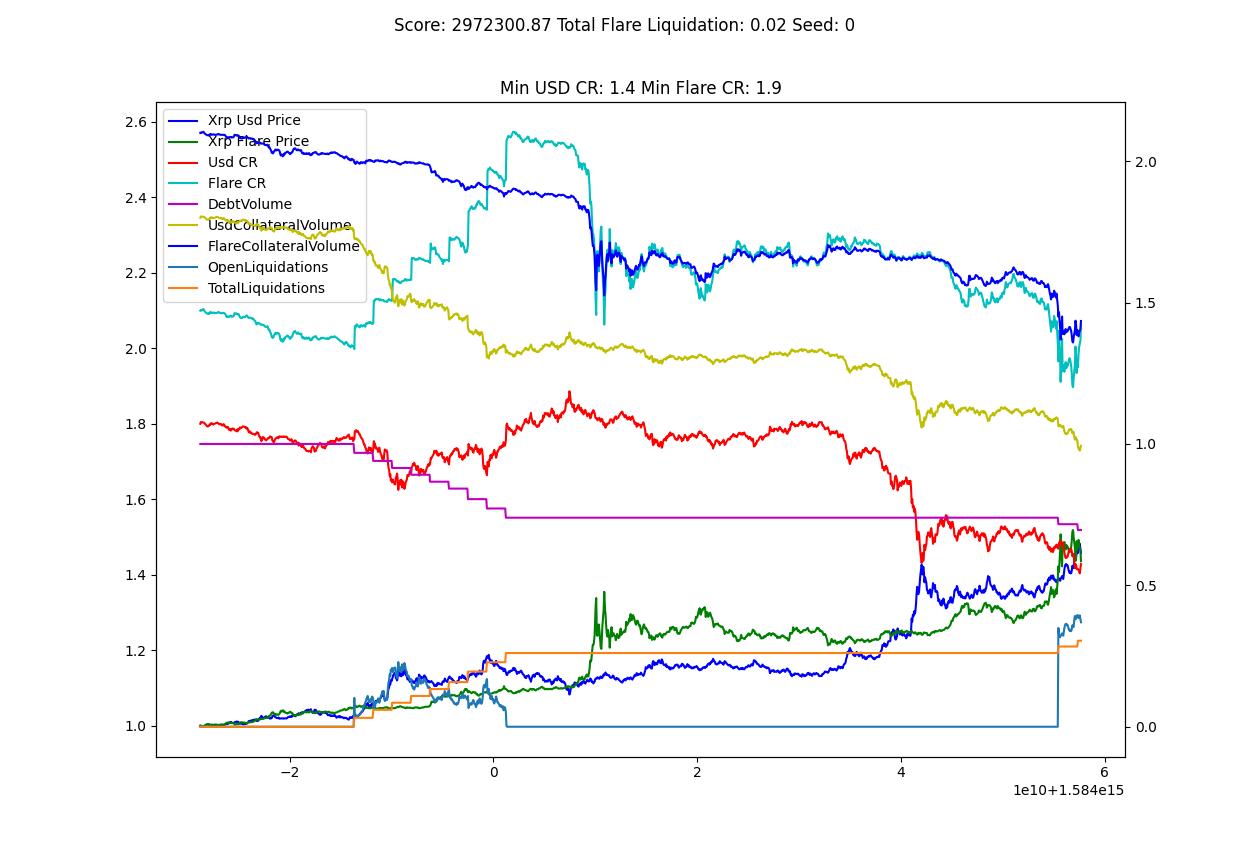 Score: 2972300.87 Total Flare Liquidation: 0.02 Seed: 0
Min USD CR: 1.4 Min Flare CR: 1.9
Xrp Usd Price
Xrp Flare Price
Usd CR
Flare CR
DebtVolume
UsdCollateralVolume
FlareCollateralVolume
OpenLiquidations
TotalLiquidations
2.6
2.4
2.2
2.0
1.8
1.6
1.4
1.2
1.0
2.0
1.5
1.0
0.5
0.0
−2 0 2 4 6
1e10+1.584e15